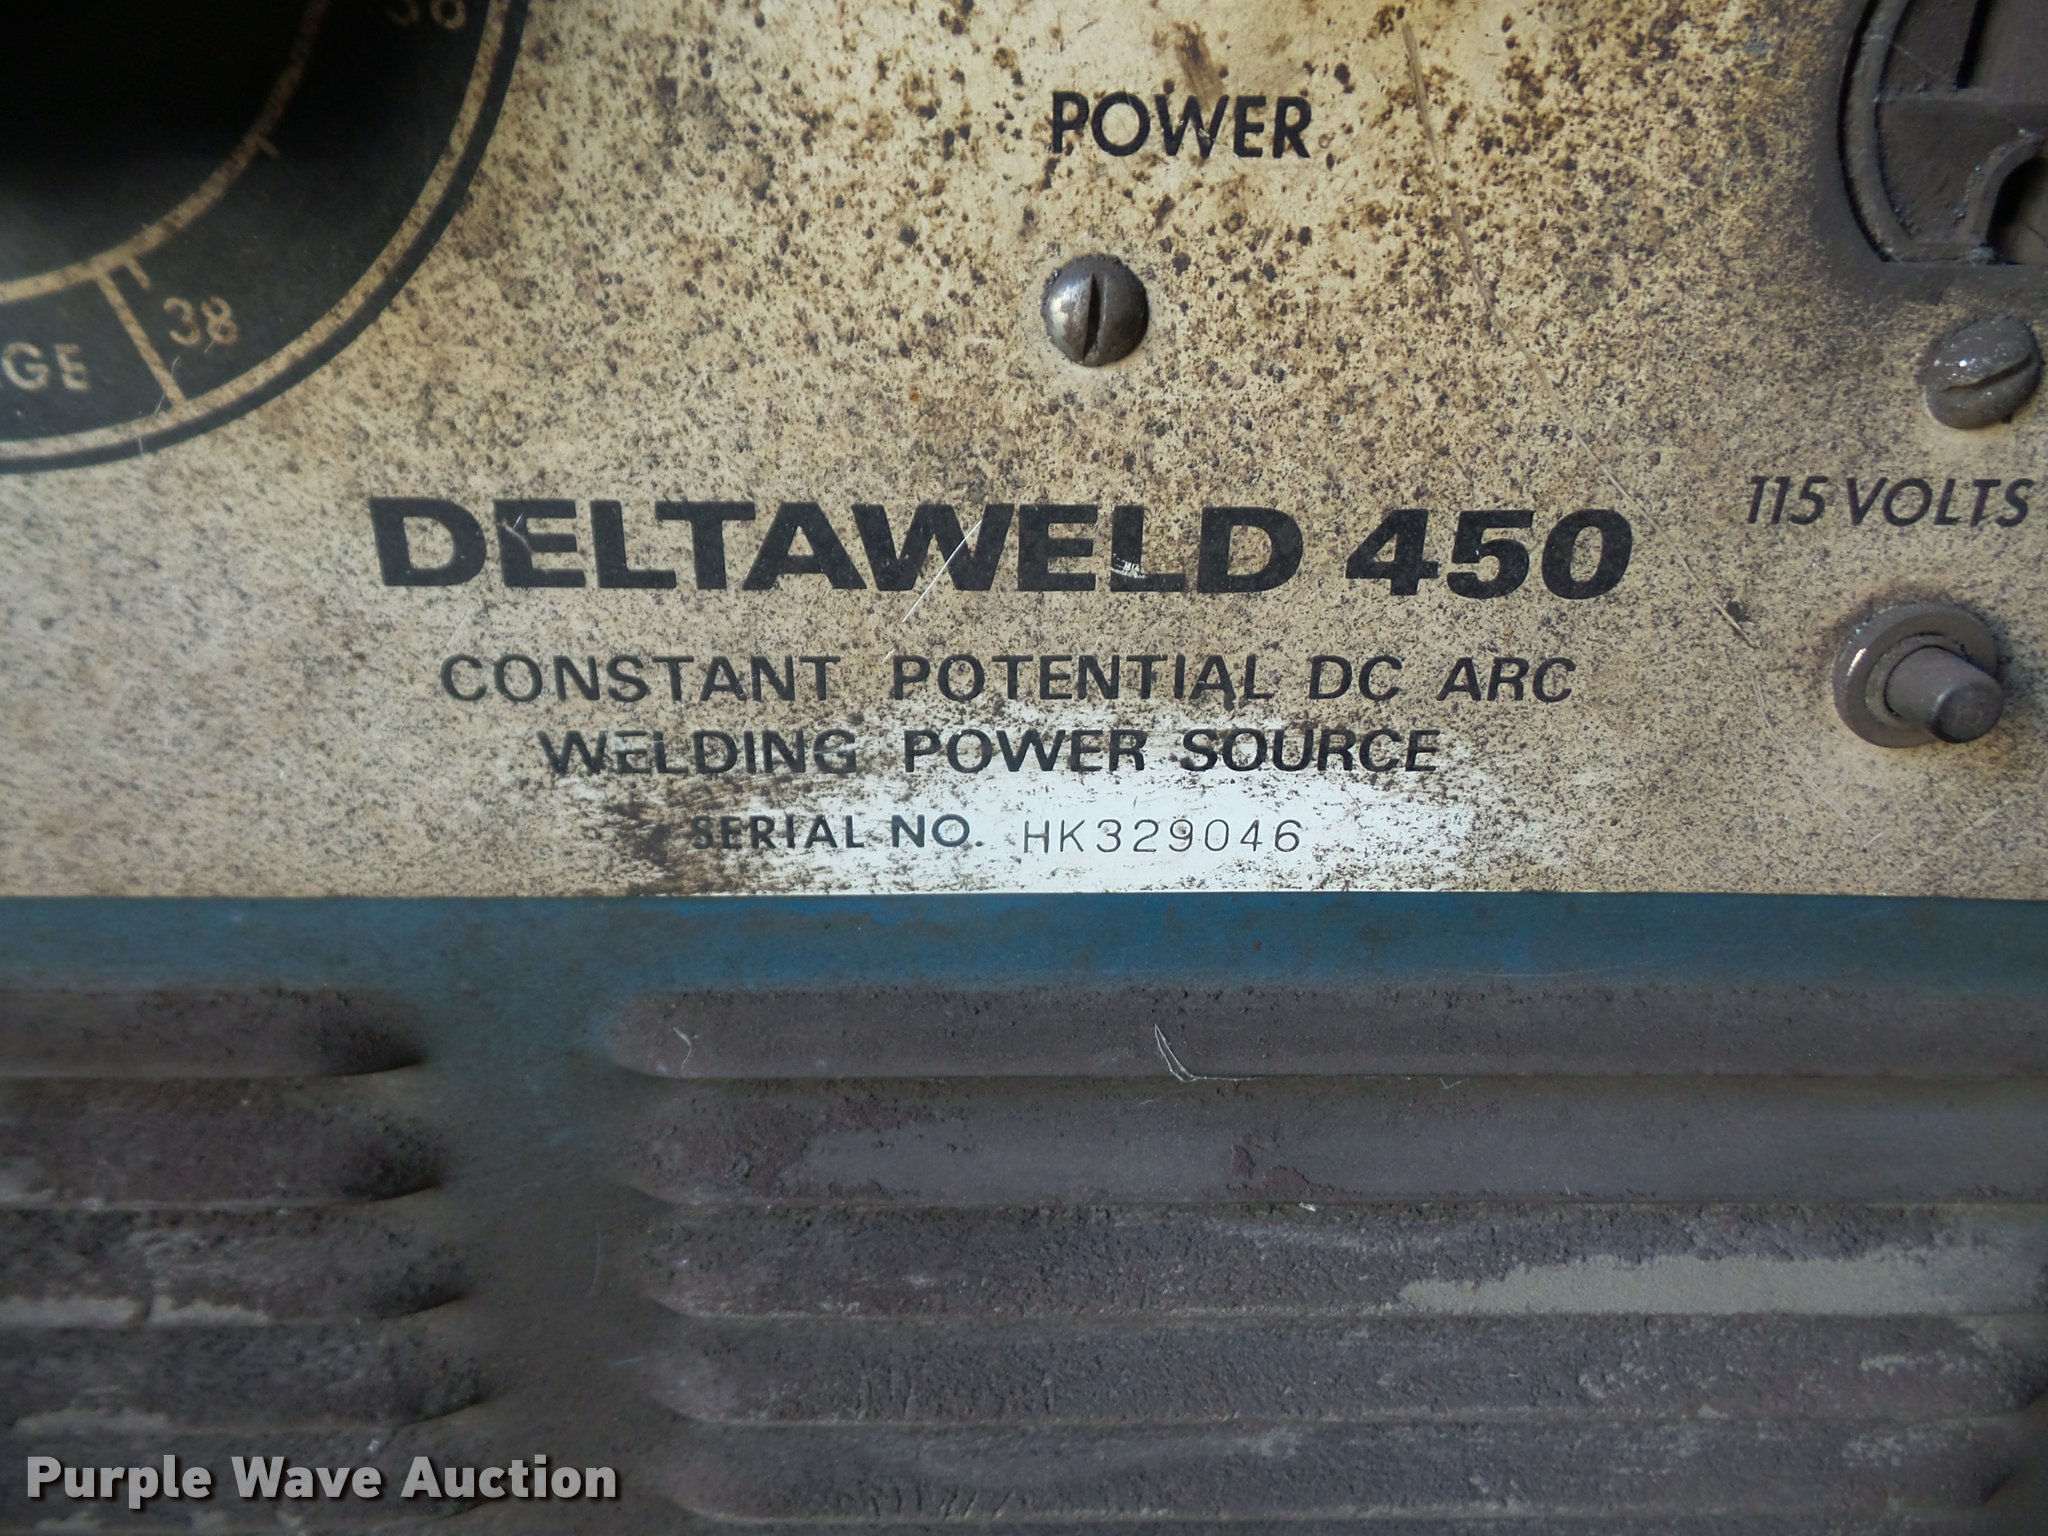 36
POWER
38
GE
115 VOLTS
DELTAWELD 450
CONSTANT POTENTIAL DC ARC
WELDING POWER SOURCE
SERIAL NO. HK329046
Purple Wave Auction